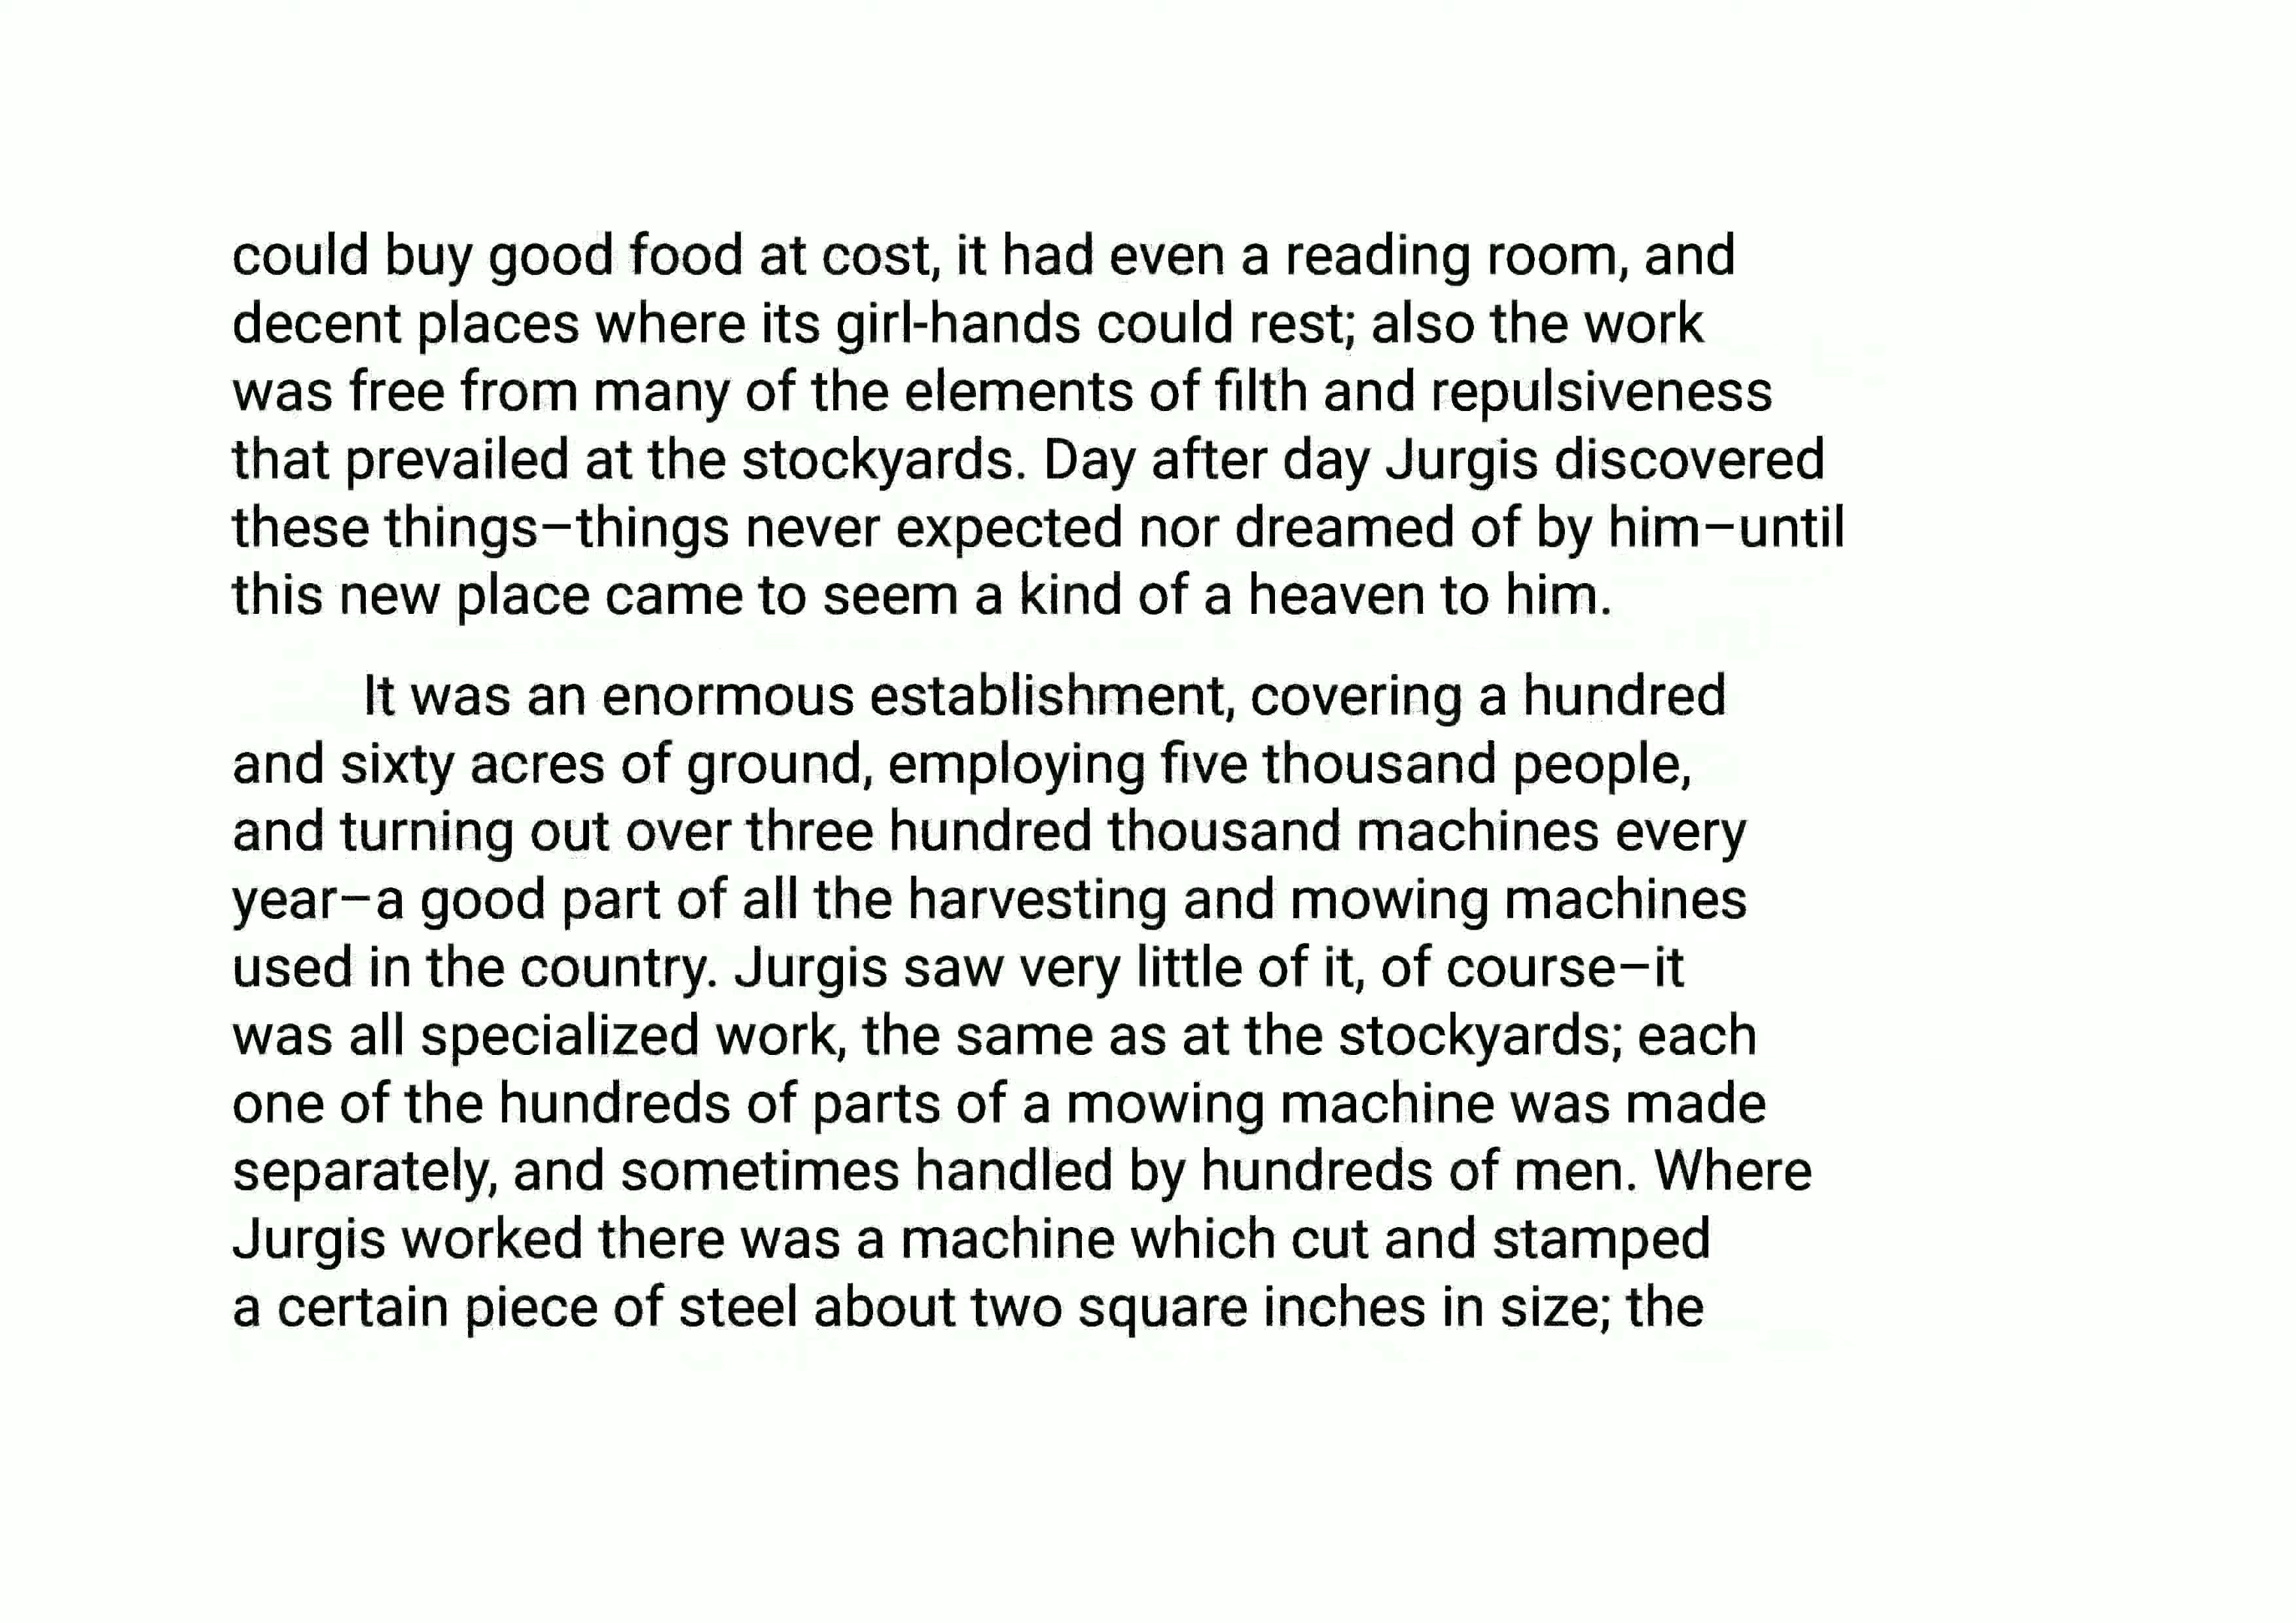 could buy good food at cost, it had even a reading room, and
decent places where its girl-hands could rest; also the work
was free from many of the elements of filth and repulsiveness
that prevailed at the stockyards. Day after day Jurgis discovered
these things–things never expected nor dreamed of by him–until
this new place came to seem a kind of a heaven to him.
It was an enormous establishment, covering a hundred
and sixty acres of ground, employing five thousand people,
and turning out over three hundred thousand machines every
year–a good part of all the harvesting and mowing machines
used in the country. Jurgis saw very little of it, of course–it
was all specialized work, the same as at the stockyards; each
one of the hundreds of parts of a mowing machine was made
separately, and sometimes handled by hundreds of men. Where
Jurgis worked there was a machine which cut and stamped
a certain piece of steel about two square inches in size; the